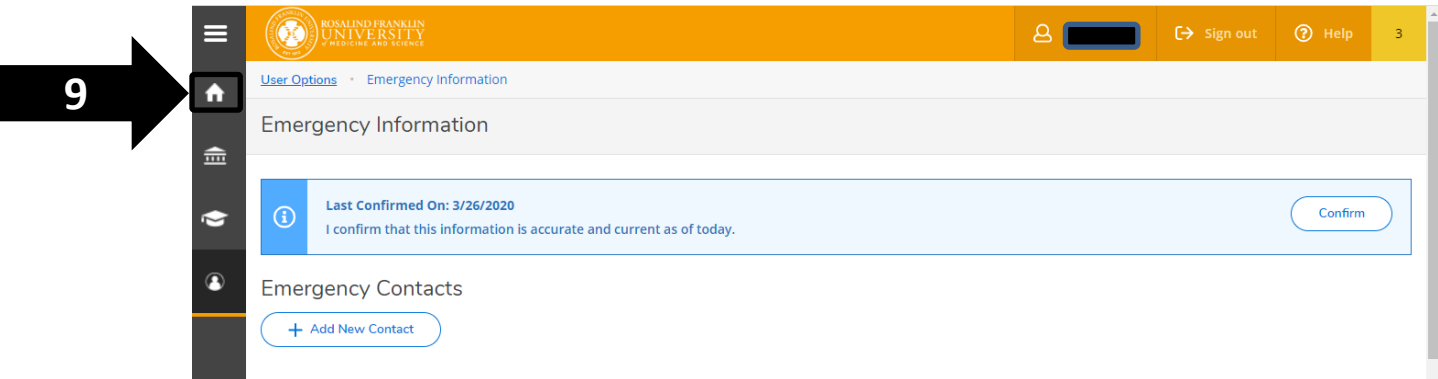 ROSALIND FRANKLIN
UNIVERSITY
of MEDICINE AND SCIENCE
Sign out
Help
3
9
User Options • Emergency Information
Emergency Information
Last Confirmed On: 3/26/2020
I confirm that this information is accurate and current as of today.
Confirm
Emergency Contacts
+ Add New Contact